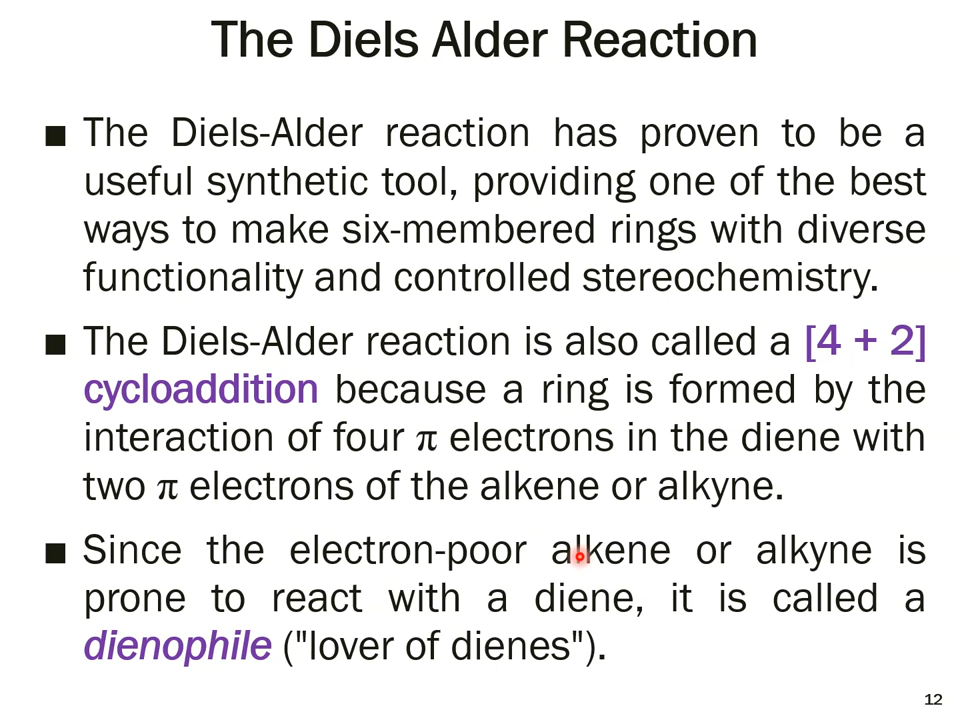 The Diels Alder Reaction
■ The Diels-Alder reaction has proven to be a
useful synthetic tool, providing one of the best
ways to make six-membered rings with diverse
functionality and controlled stereochemistry.
■ The Diels-Alder reaction is also called a [4 + 2]
cycloaddition because a ring is formed by the
interaction of four π electrons in the diene with
two π electrons of the alkene or alkyne.
■ Since the electron-poor alkene or alkyne is
prone to react with a diene, it is called a
dienophile ("lover of dienes").
12